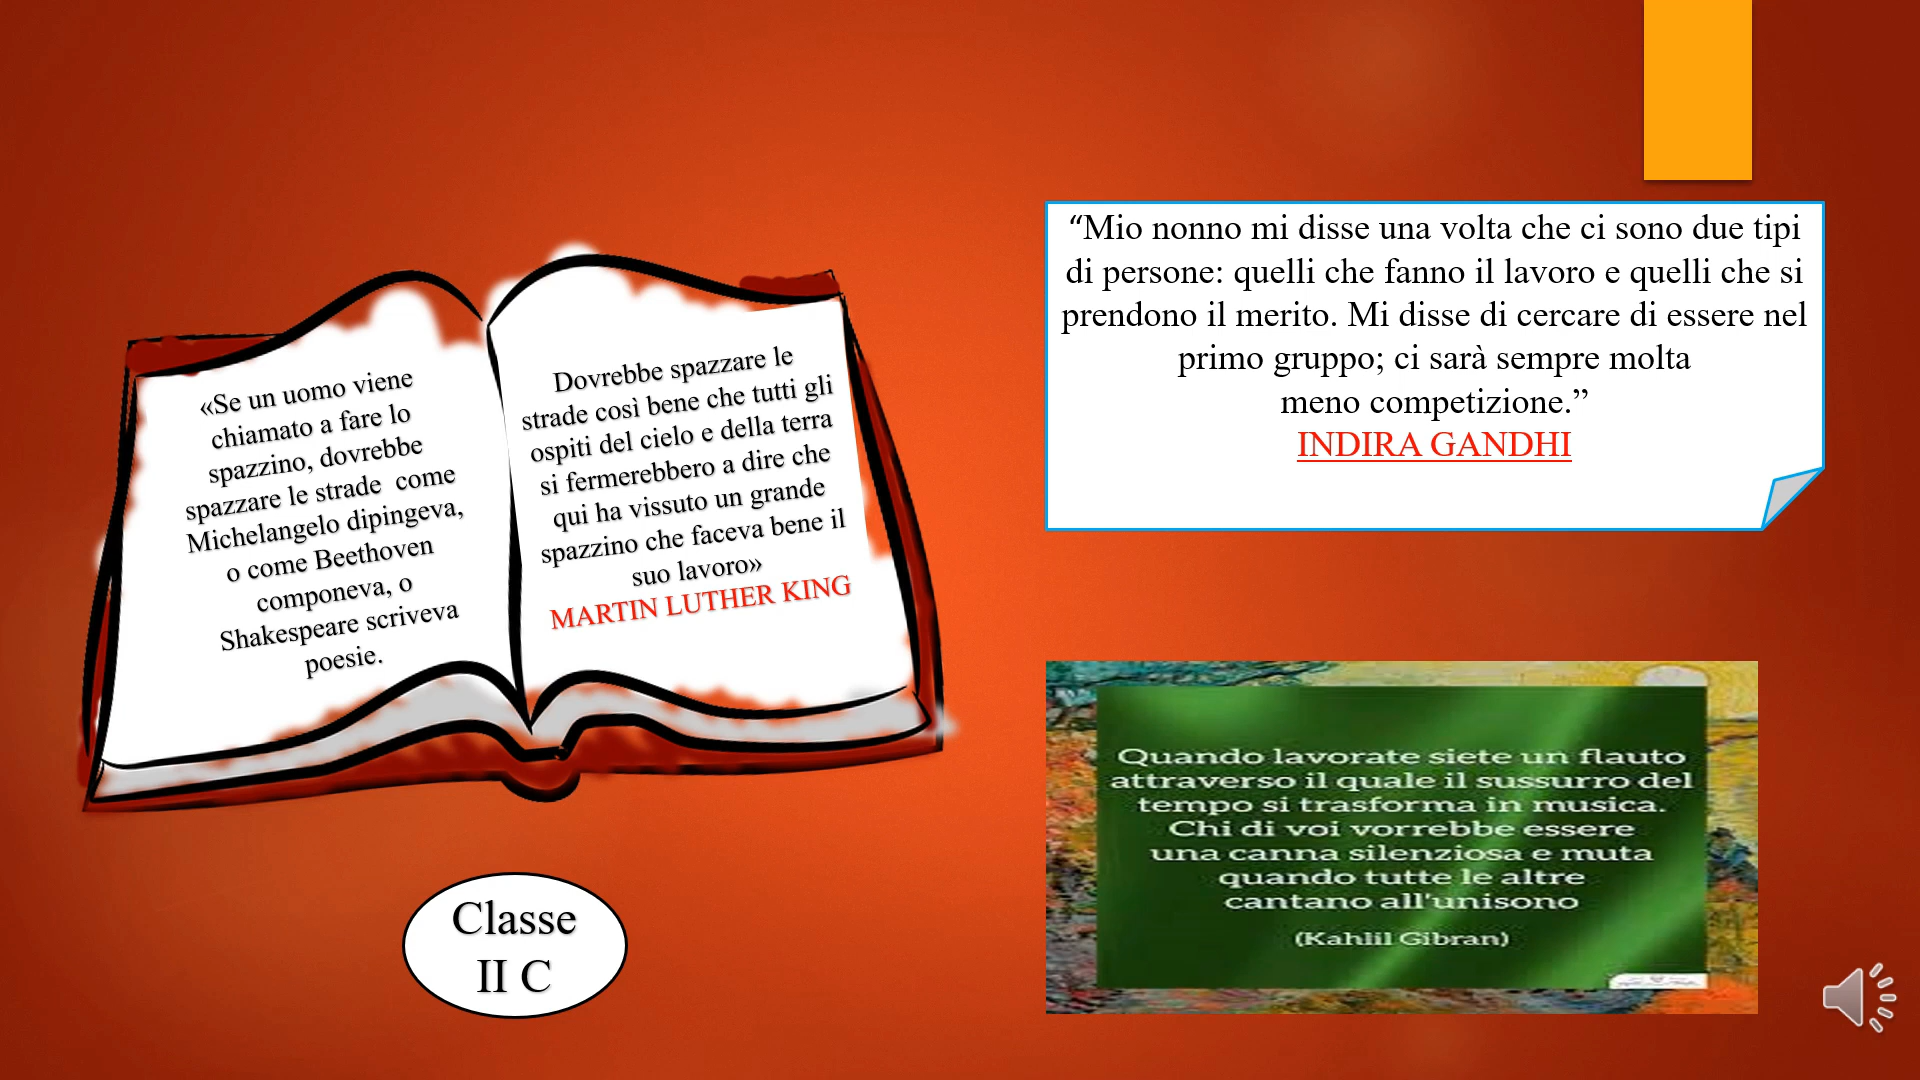 «Se un uomo viene
chiamato a fare lo
spazzino, dovrebbe
spazzare le strade come
Michelangelo dipingeva,
o come Beethoven
componeva, o
Shakespeare scriveva
poesie.
Dovrebbe spazzare le
strade così bene che tutti gli
ospiti del cielo e della terra
si fermerebbero a dire che
qui ha vissuto un grande
spazzino che faceva bene il
suo lavoro»
MARTIN LUTHER KING
“Mio nonno mi disse una volta che ci sono due tipi
di persone: quelli che fanno il lavoro e quelli che si
prendono il merito. Mi disse di cercare di essere nel
primo gruppo; ci sarà sempre molta
meno competizione.”
INDIRA GANDHI
Quando lavorate siete un flauto
attraverso il quale il sussurro del
tempo si trasforma in musica.
Chi di voi vorrebbe essere
una canna silenziosa e muta
quando tutte le altre
cantano all'unisono
(Kahlil Gibran)
Classe
II C